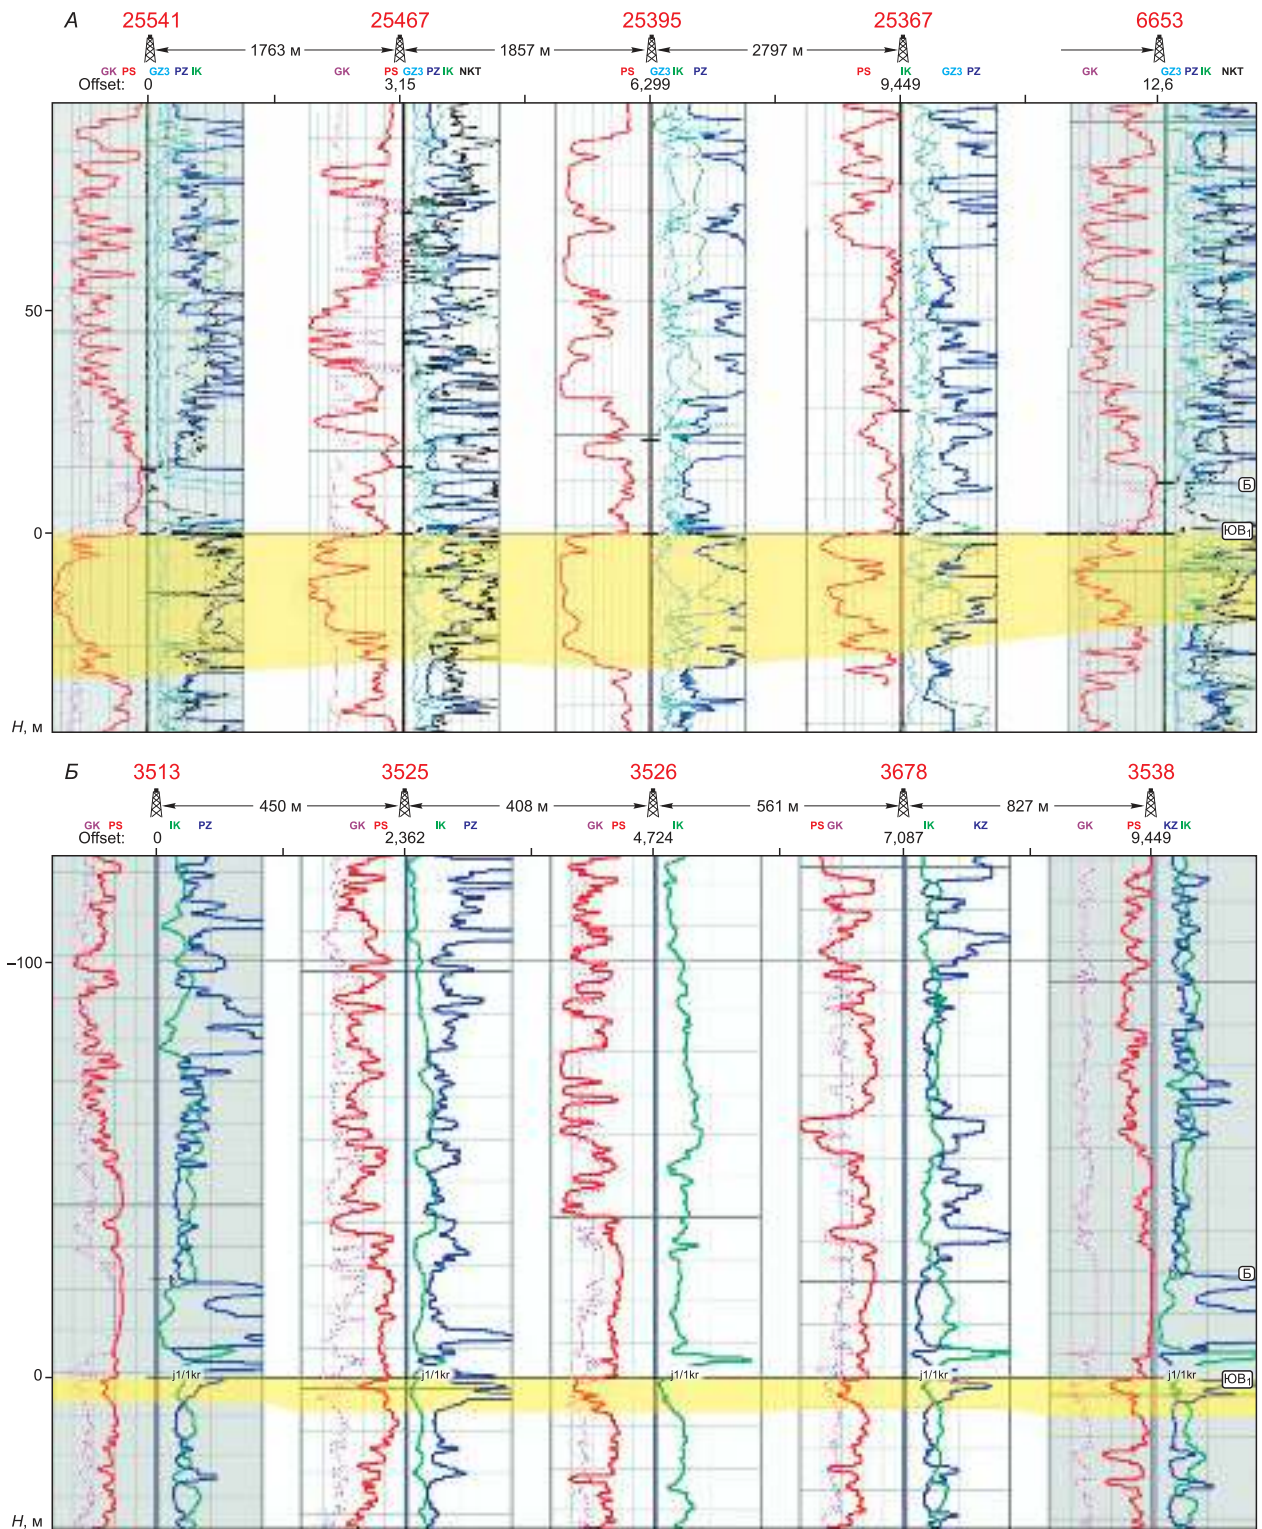 А 25541 25467 25395 25367 6653
1763 м 1857 м 2797 м
GK PS GZ3 PZ IK GK PS GZ3 PZ IK NKT PS GZ3 IK PZ PS IK GZ3 PZ GK GZ3 PZ IK NKT
Offset: 0 3,15 6,299 9,449 12,6
50
Б
0 ЮВ1
H, м
Б 3513 3525 3526 3678 3538
450 м 408 м 561 м 827 м
GK PS IK PZ GK PS IK PZ GK PS IK PS GK IK KZ GK PS KZ IK
Offset: 0 2,362 4,724 7,087 9,449
–100
Б
0 j1/1kr j1/1kr j1/1kr j1/1kr j1/1kr ЮВ1
H, м